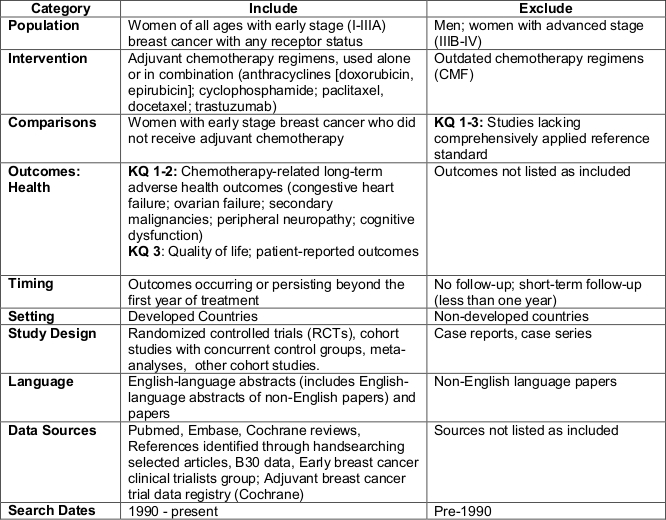 Category Include Exclude
Population Women of all ages with early stage (I-IIIA) Men; women with advanced stage
breast cancer with any receptor status (IIIB-IV)
Intervention Adjuvant chemotherapy regimens, used alone Outdated chemotherapy regimens
or in combination (anthracyclines [doxorubicin, (CMF)
epirubicin]; cyclophosphamide; paclitaxel,
docetaxel; trastuzumab)
Comparisons Women with early stage breast cancer who did KQ 1-3: Studies lacking
not receive adjuvant chemotherapy comprehensively applied reference
standard
Outcomes: KQ 1-2: Chemotherapy-related long-term Outcomes not listed as included
Health adverse health outcomes (congestive heart
failure; ovarian failure; secondary
malignancies; peripheral neuropathy; cognitive
dysfunction)
KQ 3: Quality of life; patient-reported outcomes
Timing Outcomes occurring or persisting beyond the No follow-up; short-term follow-up
first year of treatment (less than one year)
Setting Developed Countries Non-developed countries
Study Design Randomized controlled trials (RCTs), cohort Case reports, case series
studies with concurrent control groups, meta-
analyses, other cohort studies.
Language English-language abstracts (includes English- Non-English language papers
language abstracts of non-English papers) and
papers
Data Sources Pubmed, Embase, Cochrane reviews, Sources not listed as included
References identified through handsearching
selected articles, B30 data, Early breast cancer
clinical trialists group; Adjuvant breast cancer
trial data registry (Cochrane)
Search Dates 1990 - present Pre-1990